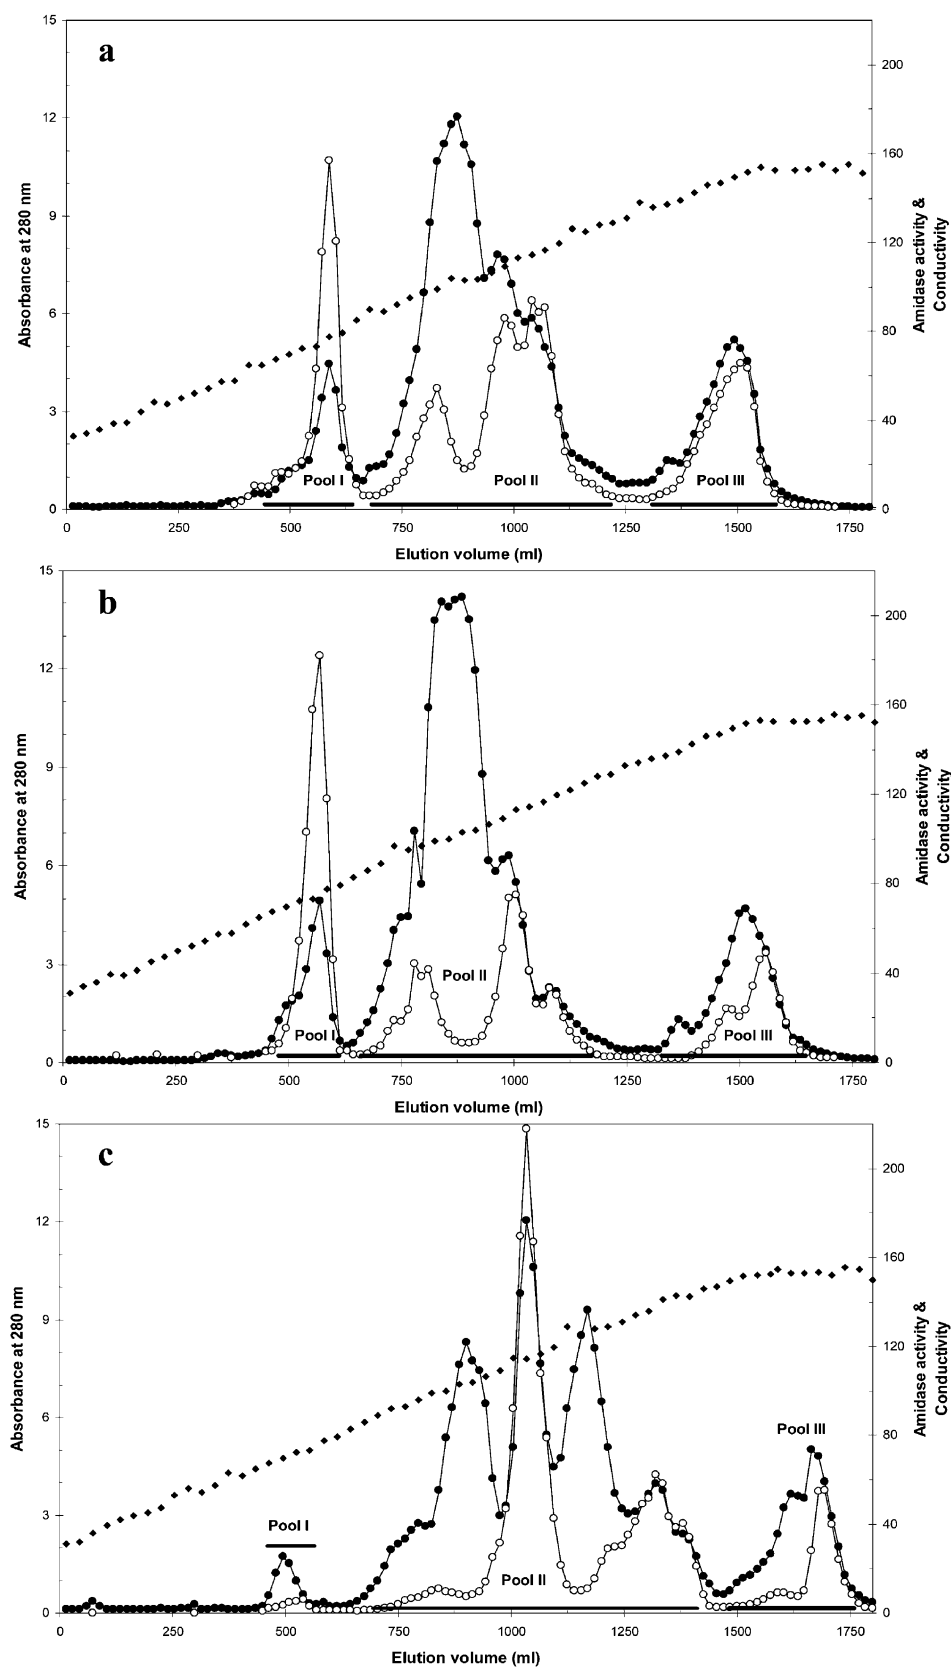 a
15
12
9
6
3
0
Absorbance at 280 nm
200
160
120
80
40
0
Amidase activity &
Conductivity
Pool I
Pool II
Pool III
0 250 500 750 1000 1250 1500 1750
Elution volume (ml)
b
15
12
9
6
3
0
Absorbance at 280 nm
200
160
120
80
40
0
Amidase activity &
Conductivity
Pool II
Pool I
Pool III
0 250 500 750 1000 1250 1500 1750
Elution volume (ml)
c
15
12
9
6
3
0
Absorbance at 280 nm
200
160
120
80
40
0
Amidase activity &
Conductivity
Pool III
Pool I
Pool II
0 250 500 750 1000 1250 1500 1750
Elution volume (ml)